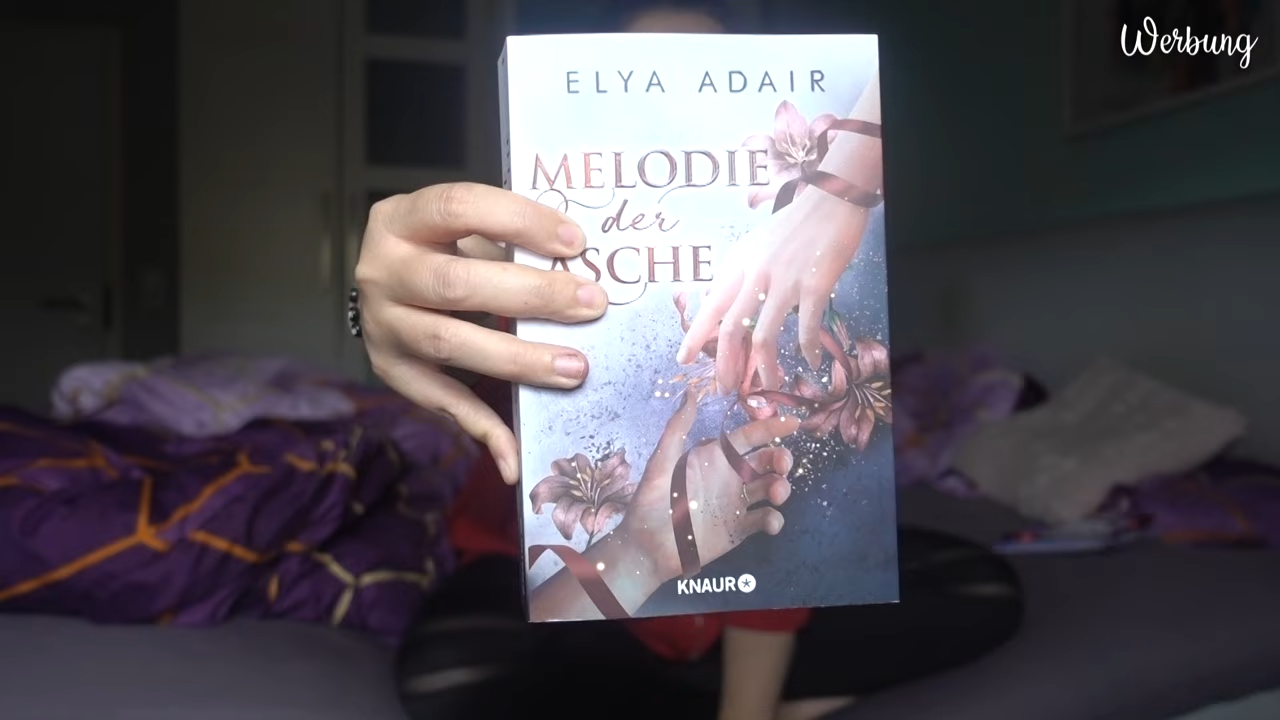 Werbung
ELYA ADAIR
MELODIE
der
ASCHE
KNAUR